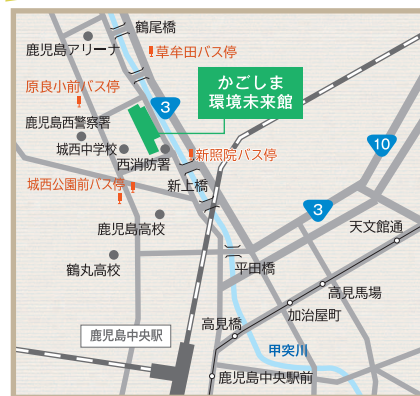 鶴尾橋
鹿児島アリーナ
草牟田バス停
原良小前バス停
かごしま
環境未来館
3
鹿児島西警察署
城西中学校
西消防署
新照院バス停
10
城西公園前バス停
新上橋
3
鹿児島高校
天文館通
鶴丸高校
平田橋
高見馬場
加治屋町
高見橋
鹿児島中央駅
甲突川
鹿児島中央駅前